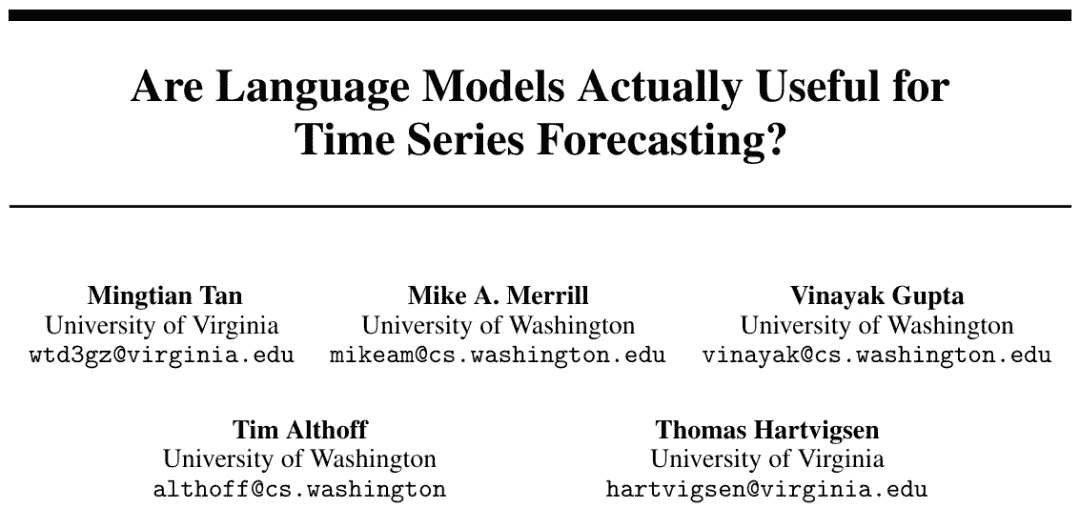 Are Language Models Actually Useful for
Time Series Forecasting?
Mingtian Tan
University of Virginia
wtd3gz@virginia.edu
Mike A. Merrill
University of Washington
mikeam@cs.washington.edu
Vinayak Gupta
University of Washington
vinayak@cs.washington.edu
Tim Althoff
University of Washington
althoff@cs.washington
Thomas Hartvigsen
University of Virginia
hartvigsen@virginia.edu